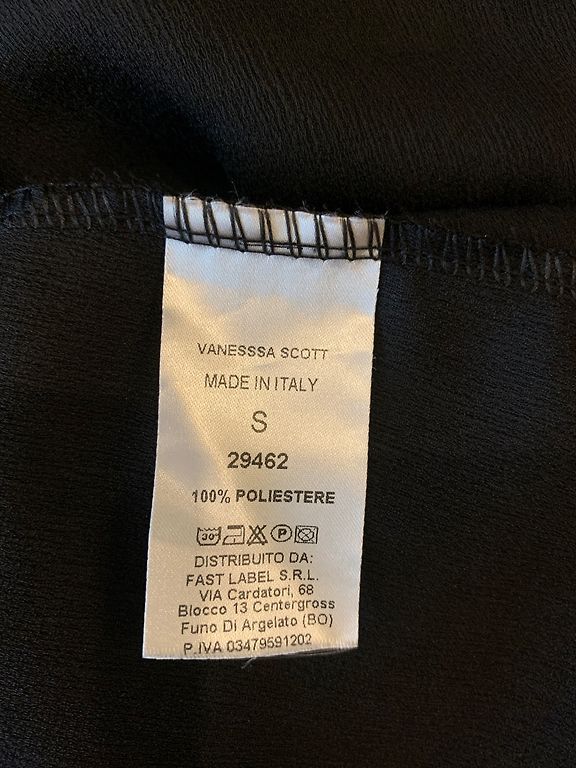 VANESSSA SCOTT
MADE IN ITALY
S
29462
100% POLIESTERE
30°
P
DISTRIBUITO DA:
FAST LABEL S.R.L.
VIA Cardatori, 68
Blocco 13 Centergross
Funo Di Argelato (BO)
P.IVA 03479591202